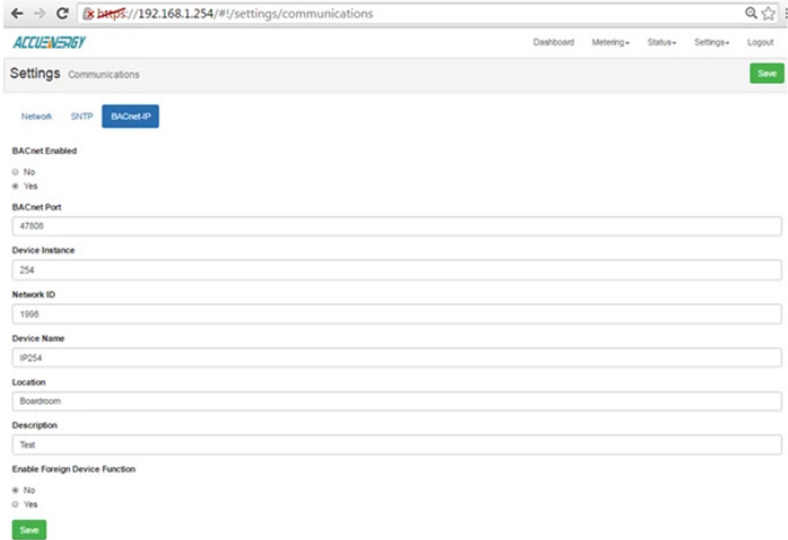 https://192.168.1.254/#!/settings/communications
ACCUENERGY
Dashboard Metering Status Settings Logout
Settings Communications
Save
Network SNTP BACnet-IP
BACnet Enabled
No
Yes
BACnet Port
47808
Device Instance
254
Network ID
1998
Device Name
IP254
Location
Boardroom
Description
Test
Enable Foreign Device Function
No
Yes
Save